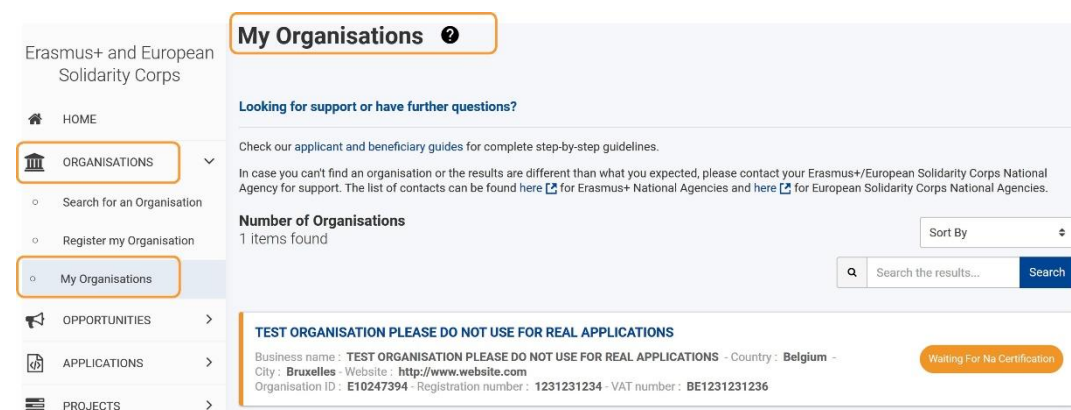 Erasmus+ and European
Solidarity Corps
HOME
ORGANISATIONS
Search for an Organisation
Register my Organisation
My Organisations
OPPORTUNITIES
APPLICATIONS
PROJECTS
My Organisations ?
Looking for support or have further questions?
Check our applicant and beneficiary guides for complete step-by-step guidelines.
In case you can't find an organisation or the results are different than what you expected, please contact your Erasmus+/European Solidarity Corps National
Agency for support. The list of contacts can be found here for Erasmus+ National Agencies and here for European Solidarity Corps National Agencies.
Number of Organisations
1 items found
Sort By
Search the results... Search
TEST ORGANISATION PLEASE DO NOT USE FOR REAL APPLICATIONS
Business name : TEST ORGANISATION PLEASE DO NOT USE FOR REAL APPLICATIONS - Country : Belgium -
City : Bruxelles - Website : http://www.website.com
Organisation ID : E10247394 - Registration number : 1231231234 - VAT number : BE1231231236
Waiting For Na Certification